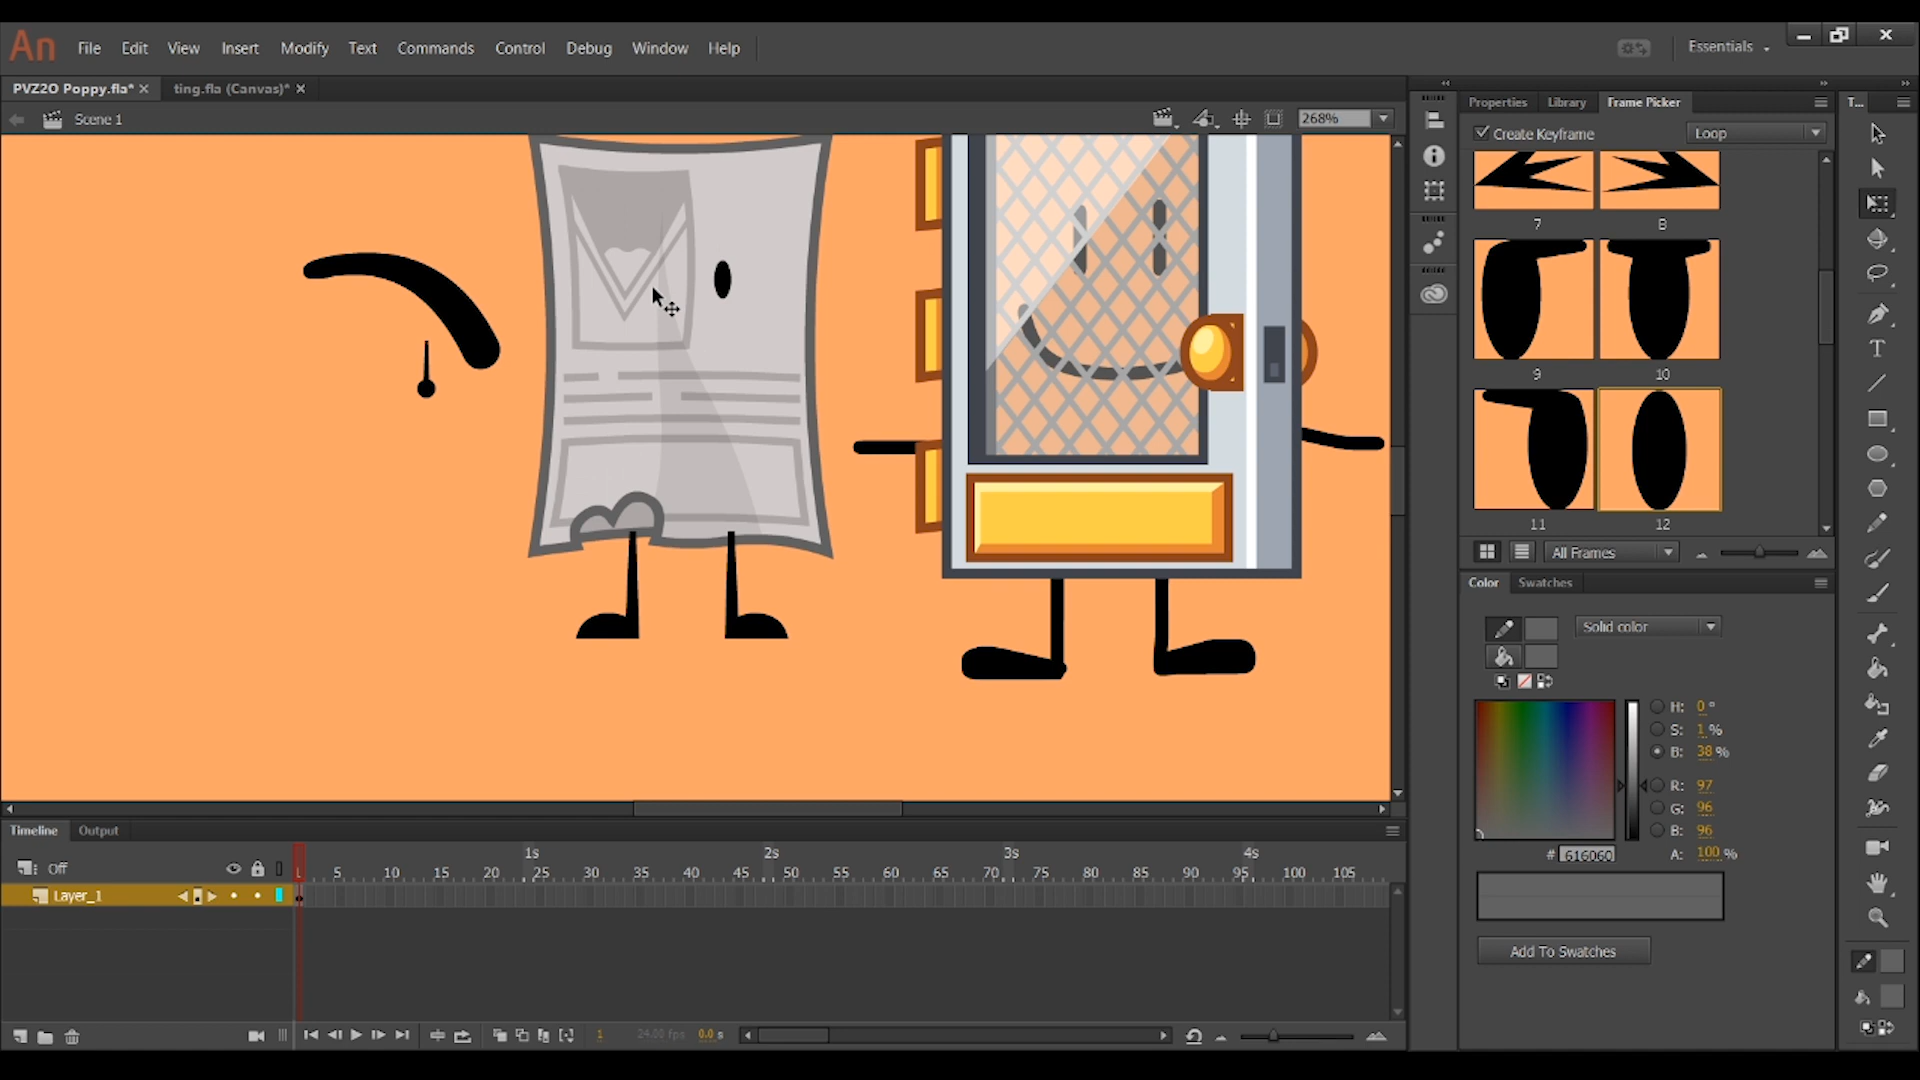 An File Edit View Insert Modify Text Commands Control Debug Window Help Essentials
PVZ2O Poppy.fla* ting.fla (Canvas)*
Scene 1 268%
Properties Library Frame Picker T...
Create Keyframe Loop
7 8
9 10
11 12
All Frames
Color Swatches
Solid color
H: 0 °
S: 1 %
B: 38 %
R: 97
G: 96
B: 96
# 616060 A: 100 %
Add To Swatches
Timeline Output
1s 2s 3s 4s
Off 1 5 10 15 20 25 30 35 40 45 50 55 60 65 70 75 80 85 90 95 100 105
Layer_1
1 24.00 fps 0.0 s